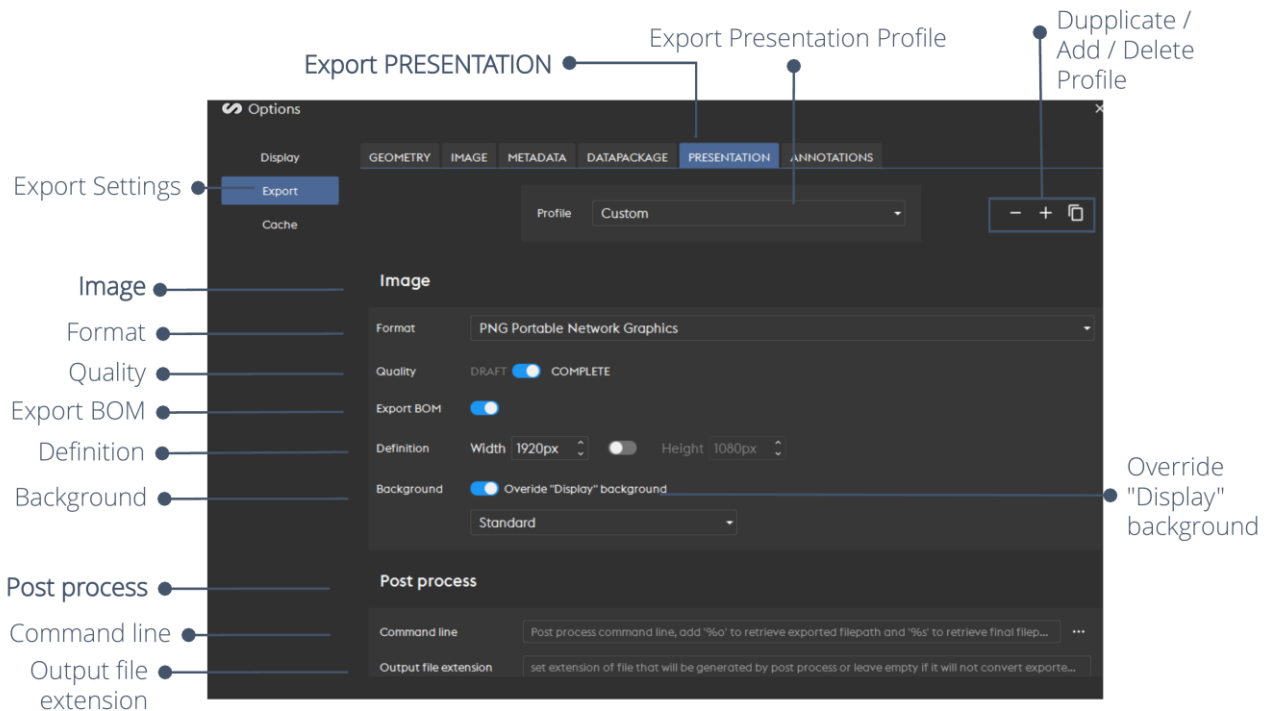 Dupplicate /
Add / Delete
Profile
Export Presentation Profile
Export PRESENTATION
Options
×
Display
GEOMETRY IMAGE METADATA DATAPACKAGE PRESENTATION ANNOTATIONS
Export Settings
Export
Profile Custom
Cache
Image
Image
Format
Format PNG Portable Network Graphics
Quality
Quality DRAFT COMPLETE
Export BOM
Export BOM
Definition
Definition Width 1920px Height 1080px
Background
Background Overide "Display" background
Override
"Display"
background
Standard
Post process
Post process
Command line
Command line Post process command line, add '%o' to retrieve exported filepath and '%s' to retrieve final filep... ...
Output file
extension
Output file extension set extension of file that will be generated by post process or leave empty if it will not convert exporte...